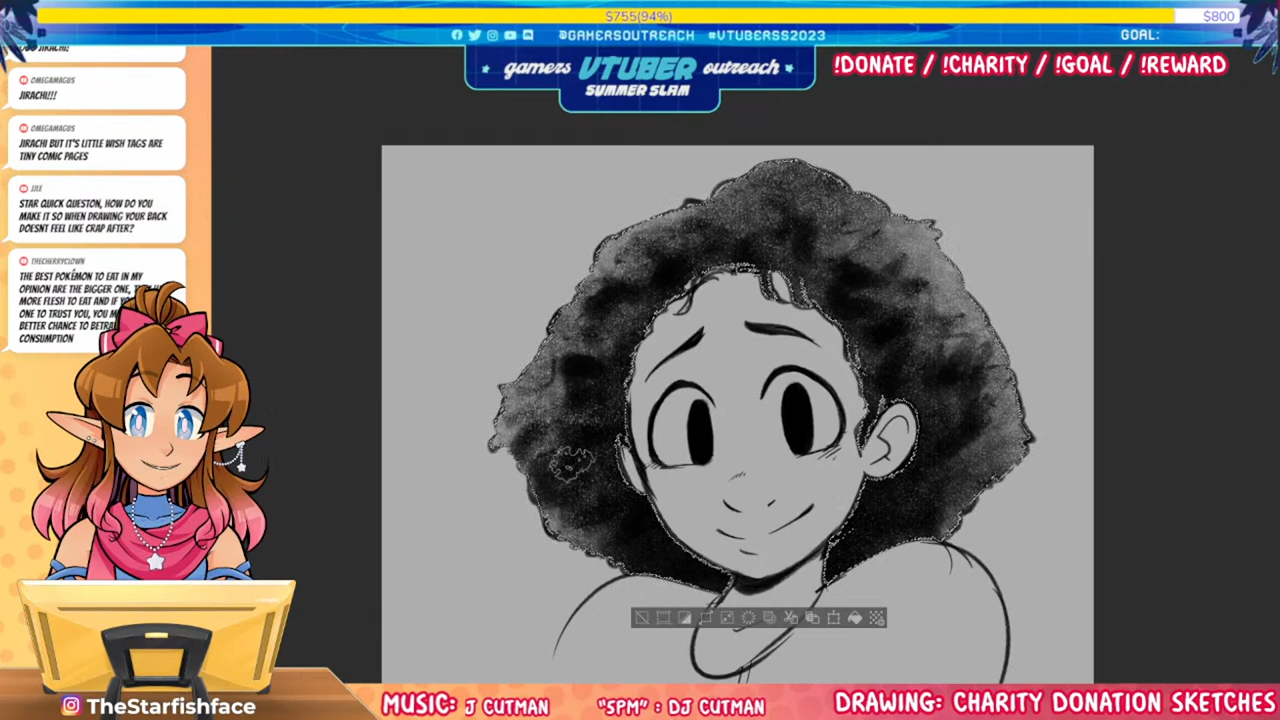 $755(94%)
$800
@GAMERSOUTREACH
#VTUBERSS2023
GOAL:
gamers VTUBER outreach
SUMMER SLAM
!DONATE / !CHARITY / !GOAL / !REWARD
JIRACHI!
OMEGAMAGUS
JIRACHI!!!
OMEGAMAGUS
JIRACHI BUT IT'S LITTLE WISH TAGS ARE
TINY COMIC PAGES
STAR QUICK QUESTON, HOW DO YOU
MAKE IT SO WHEN DRAWING YOUR BACK
DOESNT FEEL LIKE CRAP AFTER?
THECHERRYCLOWN
THE BEST POKÉMON TO EAT IN MY
OPINION ARE THE BIGGER ONE,
MORE FLESH TO EAT AND IF
ONE TO TRUST YOU, YOU
BETTER CHANCE TO
CONSUMPTION
TheStarfishface
MUSIC: J CUTMAN
"5PM" : DJ CUTMAN
DRAWING: CHARITY DONATION SKETCHES